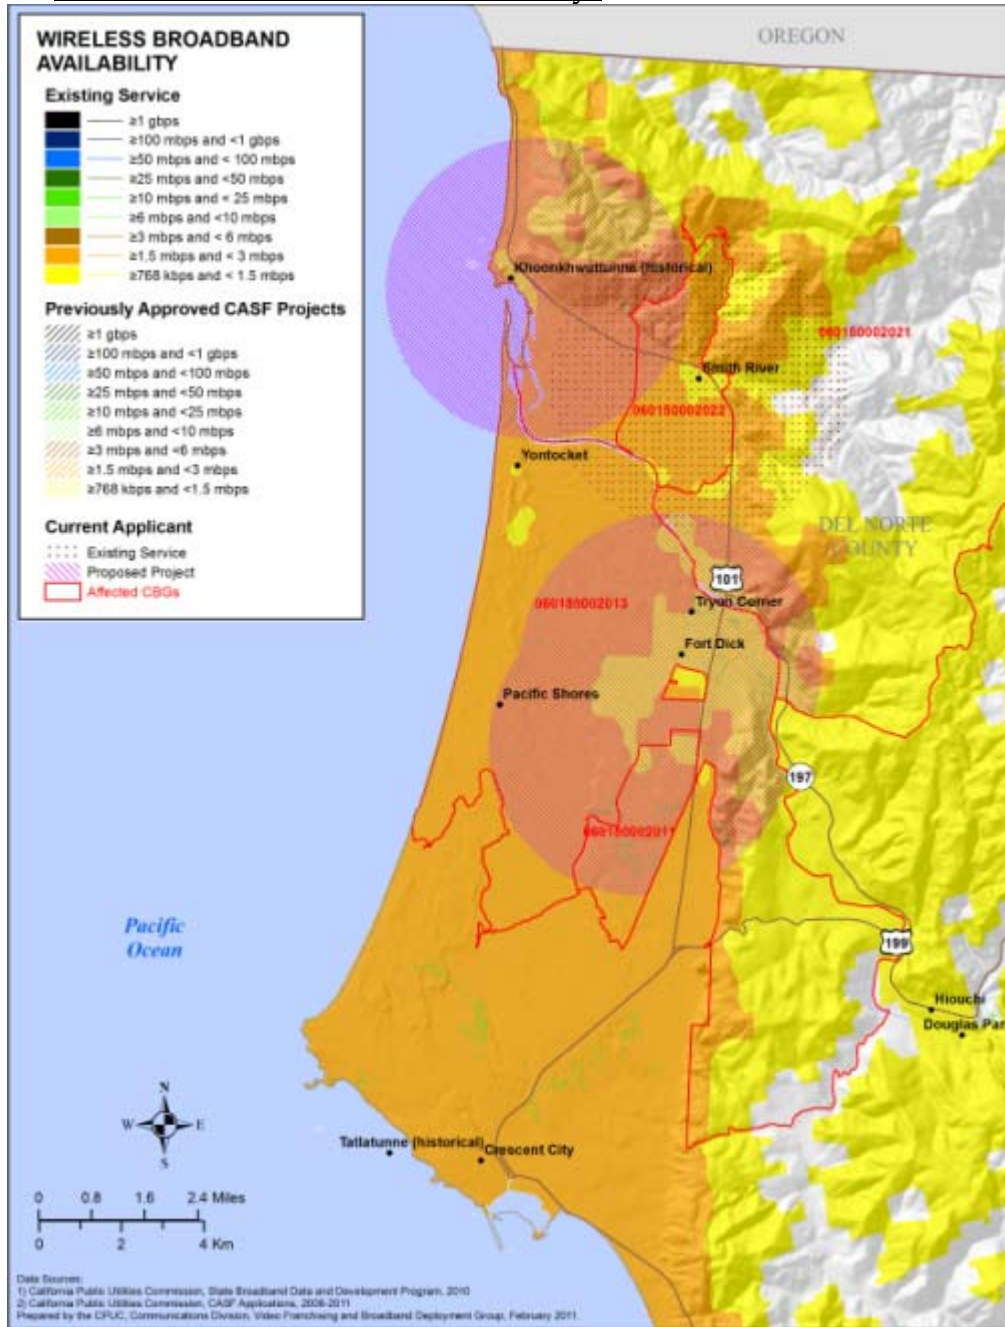 WIRELESS BROADBAND
AVAILABILITY
Existing Service
≥1 gbps
≥100 mbps and <1 gbps
≥50 mbps and < 100 mbps
≥25 mbps and <50 mbps
≥10 mbps and < 25 mbps
≥6 mbps and <10 mbps
≥3 mbps and < 6 mbps
≥1.5 mbps and < 3 mbps
≥768 kbps and < 1.5 mbps
Previously Approved CASF Projects
≥1 gbps
≥100 mbps and <1 gbps
≥50 mbps and <100 mbps
≥25 mbps and <50 mbps
≥10 mbps and <25 mbps
≥6 mbps and <10 mbps
≥3 mbps and <6 mbps
≥1.5 mbps and <3 mbps
≥768 kbps and <1.5 mbps
Current Applicant
Existing Service
Proposed Project
Affected CBGs
OREGON
Khoonkhwuttunne (historical)
060150002021
Smith River
060150002022
Yontocket
DEL NORTE
COUNTY
101
060150002013
Tryon Corner
Fort Dick
Pacific Shores
197
060150002011
Pacific
Ocean
199
Hiouchi
Douglas Par
N
W E
S
Tatlatunne (historical)
Crescent City
0 0.8 1.6 2.4 Miles
0 2 4 Km
Data Sources:
1) California Public Utilities Commission, State Broadband Data and Development Program, 2010
2) California Public Utilities Commission, CASF Applications, 2008-2011
Prepared by the CPUC, Communications Division, Video Franchising and Broadband Deployment Group, February 2011.